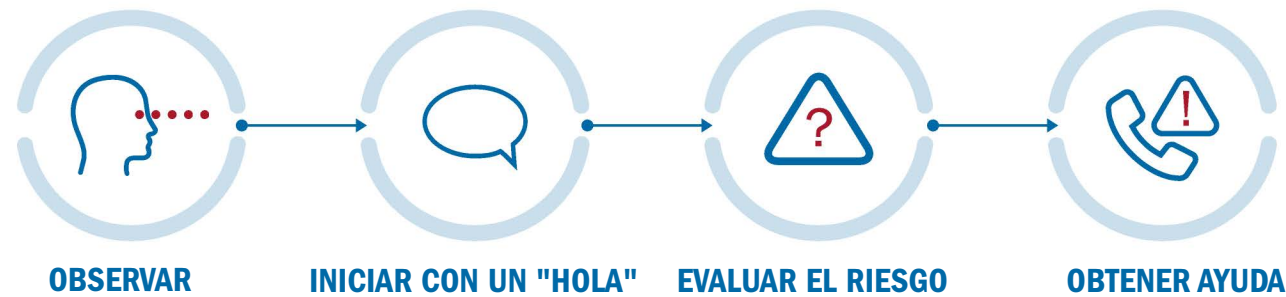 ?
!
OBSERVAR
INICIAR CON UN "HOLA"
EVALUAR EL RIESGO
OBTENER AYUDA